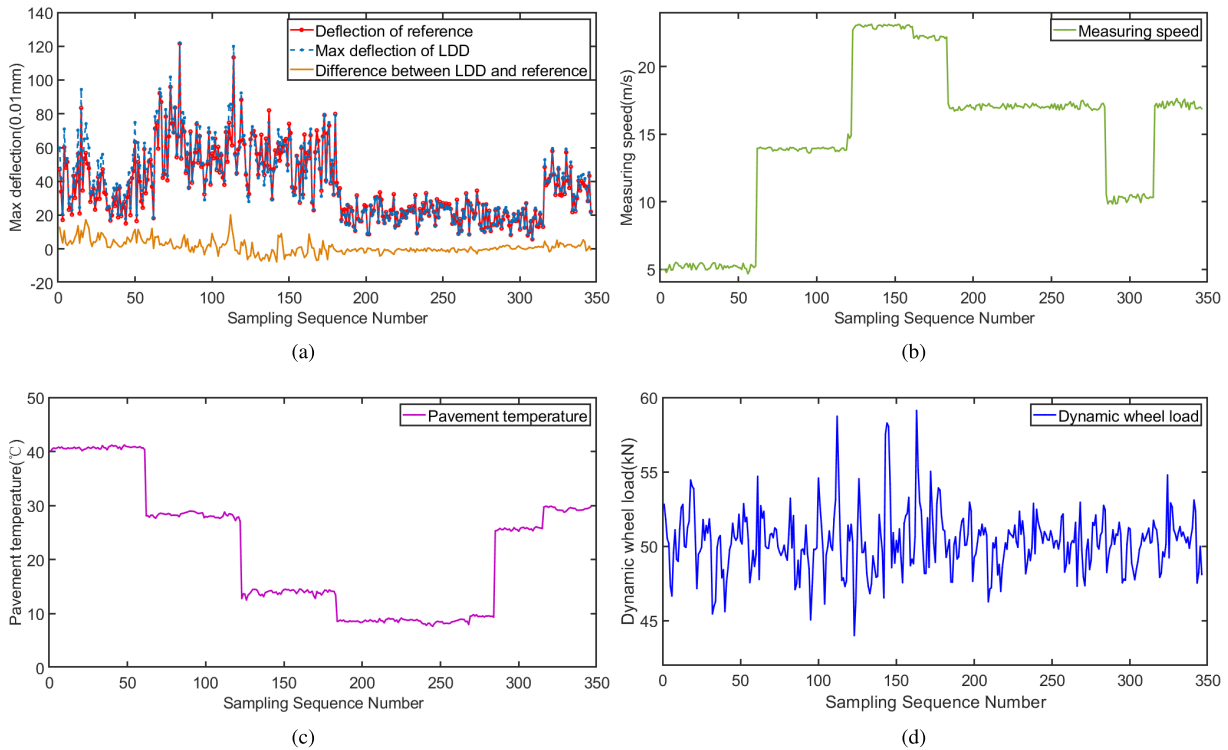 Max deflection(0.01mm)
140
120
100
80
60
40
20
0
-20
0 50 100 150 200 250 300 350
Sampling Sequence Number
Deflection of reference
Max deflection of LDD
Difference between LDD and reference
(a)
Measuring speed(m/s)
20
15
10
5
0 50 100 150 200 250 300 350
Sampling Sequence Number
Measuring speed
(b)
Pavement temperature(℃)
50
40
30
20
10
0
0 50 100 150 200 250 300 350
Sampling Sequence Number
Pavement temperature
(c)
Dynamic wheel load(kN)
60
55
50
45
0 50 100 150 200 250 300 350
Sampling Sequence Number
Dynamic wheel load
(d)